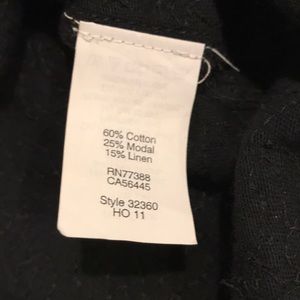 60% Cotton
25% Modal
15% Linen
RN77388
CA56445
Style 32360
HO 11